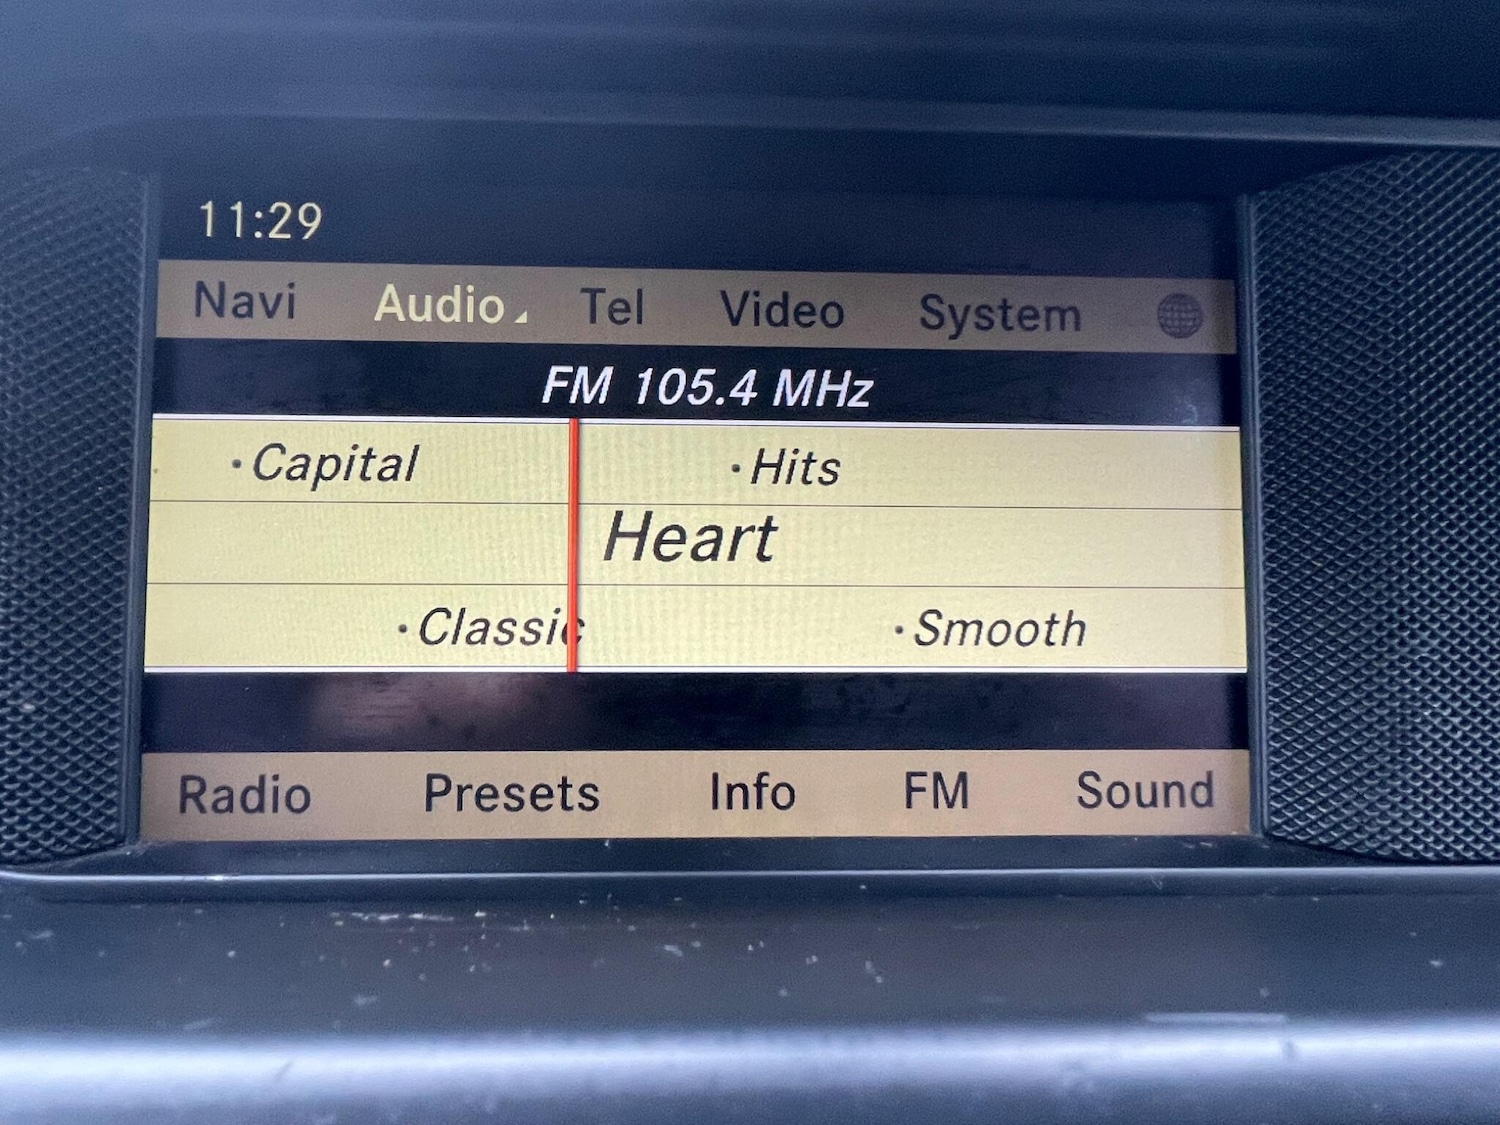 11:29
Navi Audio Tel Video System
FM 105.4 MHz
·Capital ·Hits
Heart
·Classic ·Smooth
Radio Presets Info FM Sound